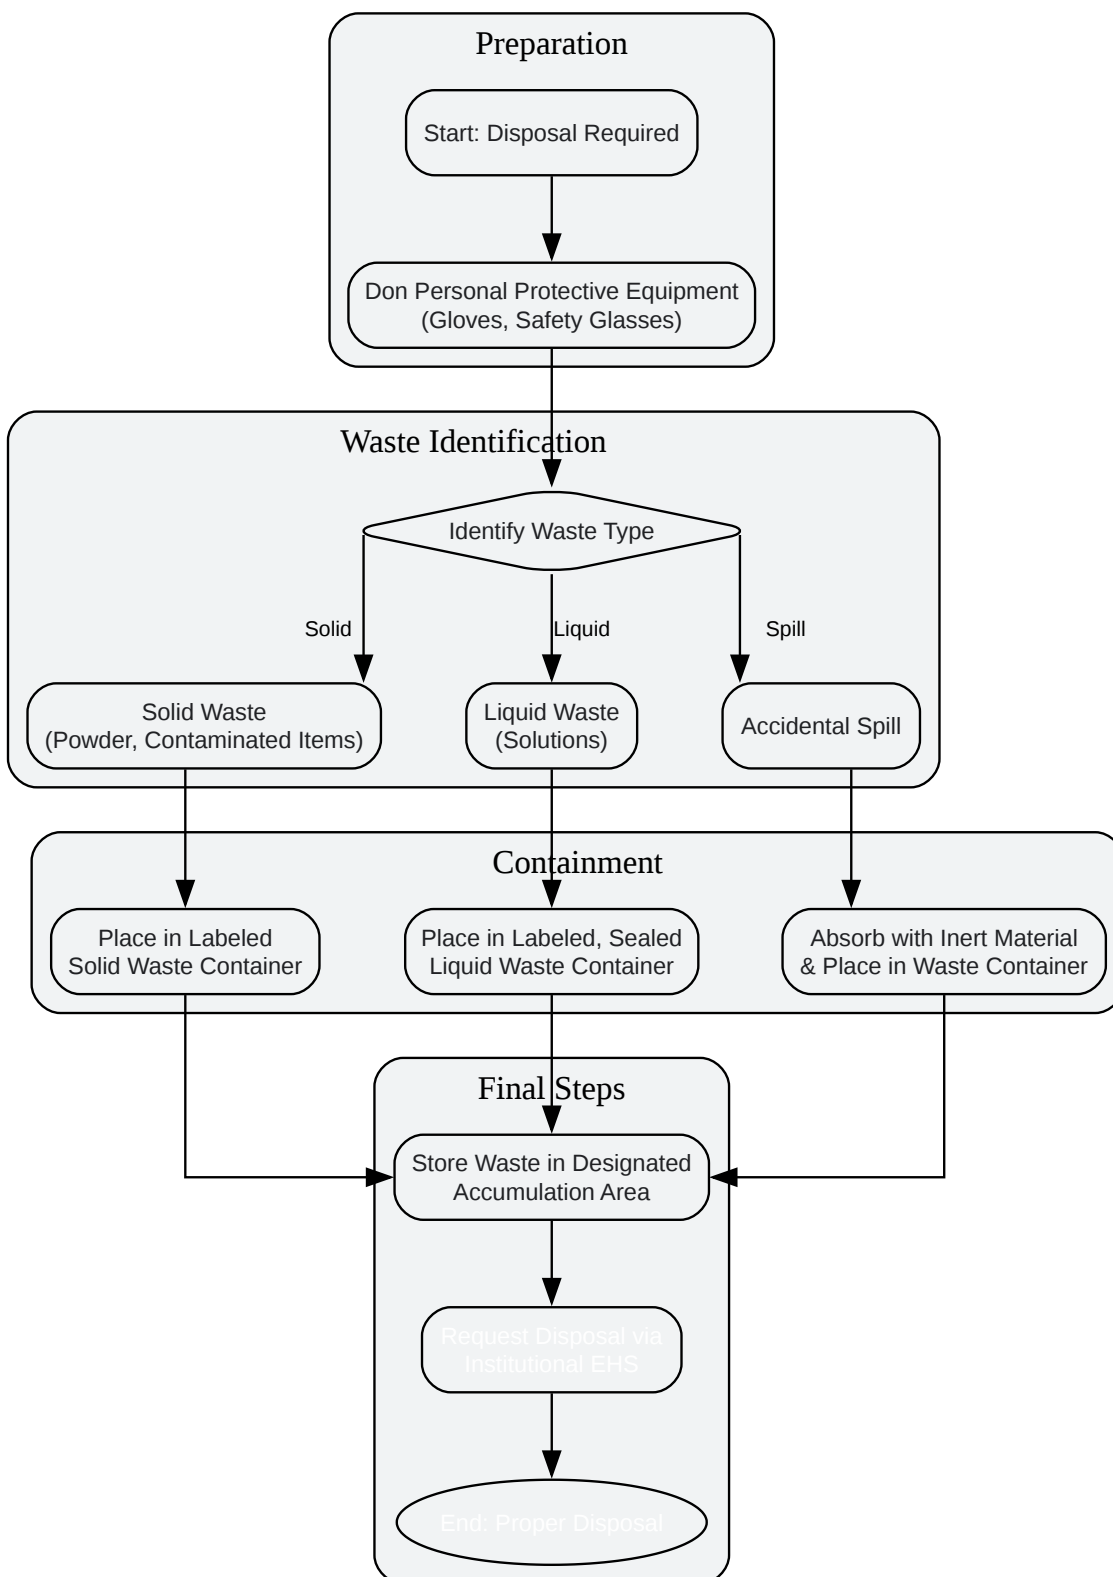 Preparation
Start: Disposal Required
Don Personal Protective Equipment
(Gloves, Safety Glasses)
Waste Identification
Identify Waste Type
Solid
Liquid
Spill
Solid Waste
(Powder, Contaminated Items)
Liquid Waste
(Solutions)
Accidental Spill
Containment
Place in Labeled
Solid Waste Container
Place in Labeled, Sealed
Liquid Waste Container
Absorb with Inert Material
& Place in Waste Container
Final Steps
Store Waste in Designated
Accumulation Area
Request Disposal via
Institutional EHS
End: Proper Disposal